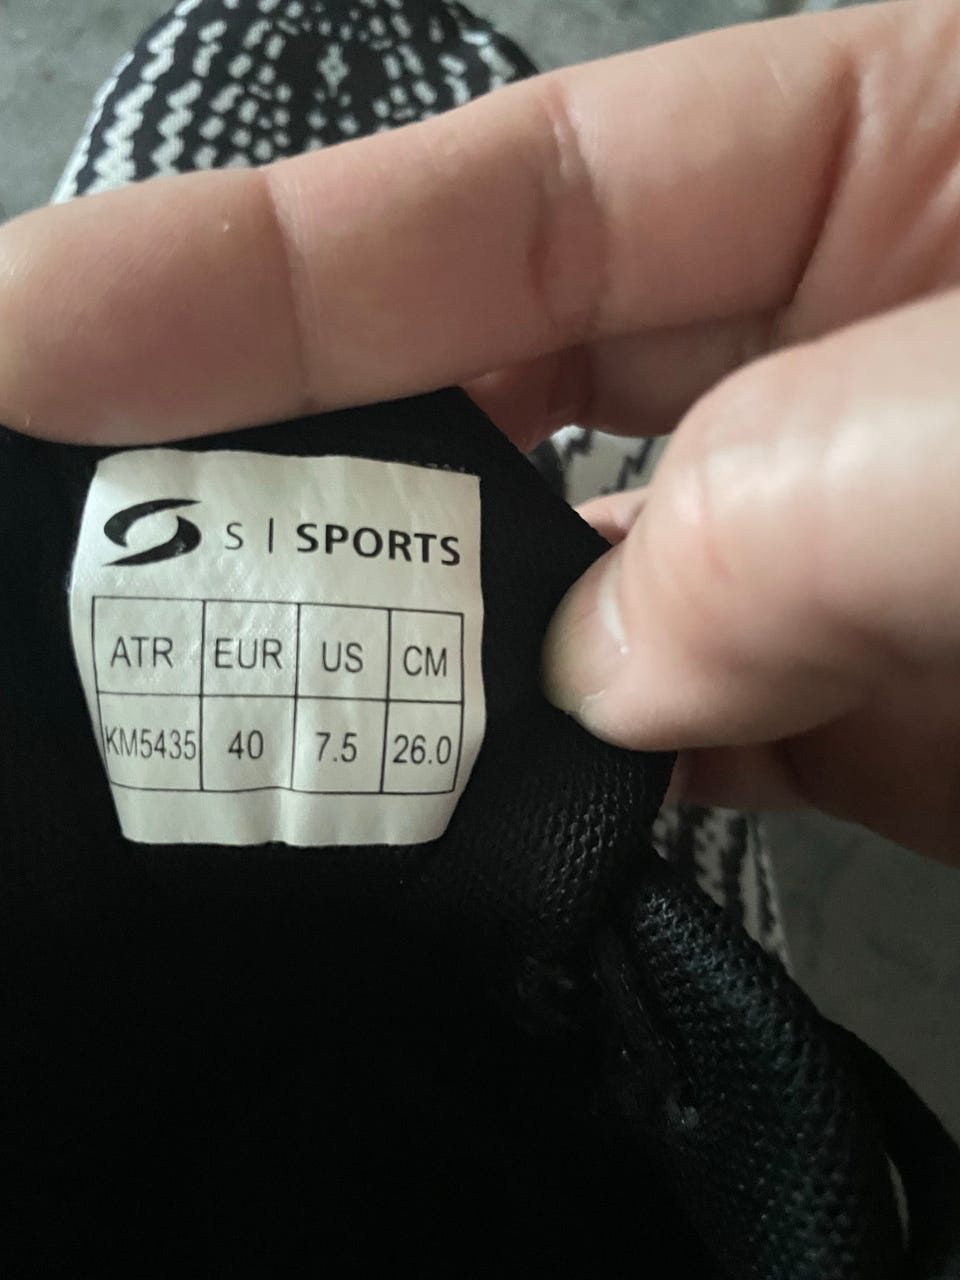 S | SPORTS
ATR EUR US CM
KM5435 40 7.5 26.0